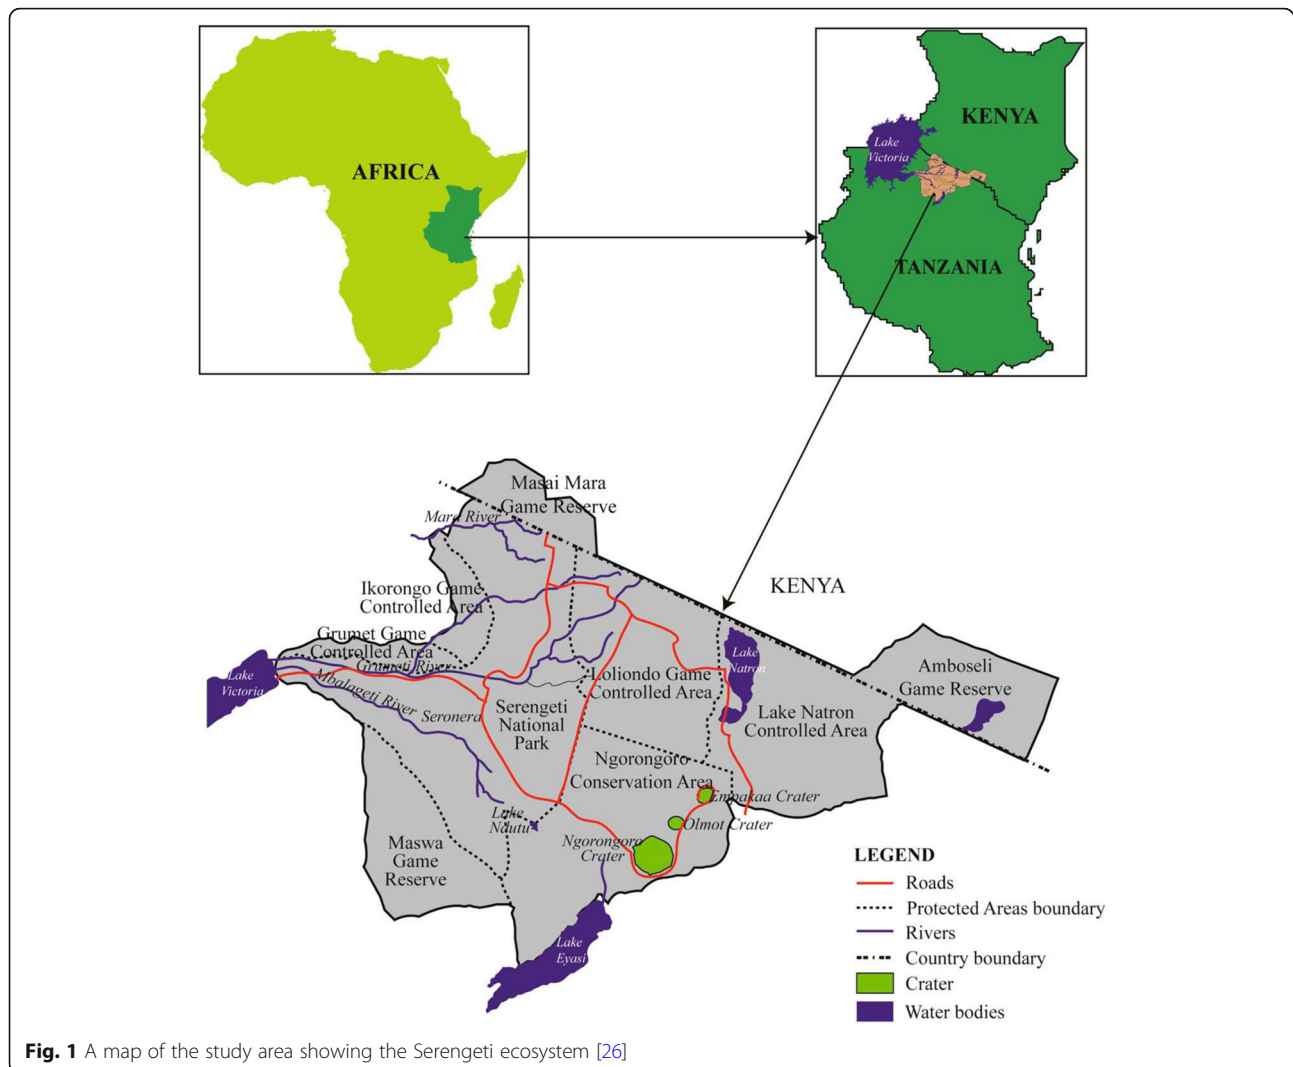 AFRICA
KENYA
Lake
Victoria
TANZANIA
Masai Mara
Game Reserve
Mara River
KENYA
Ikorongo Game
Controlled Area
Grumet Game
Controlled Area
Grumeti River
Lake
Victoria
Mbalageti River
Seronera
Serengeti
National
Park
Loliondo Game
Controlled Area
Lake
Natron
Lake Natron
Controlled Area
Amboseli
Game Reserve
Ngorongoro
Conservation Area
Empakaa Crater
Olmot Crater
Lake
Ndutu
Ngorongoro
Crater
Maswa
Game
Reserve
Lake
Eyasi
LEGEND
Roads
Protected Areas boundary
Rivers
Country boundary
Crater
Water bodies
Fig. 1 A map of the study area showing the Serengeti ecosystem [26]